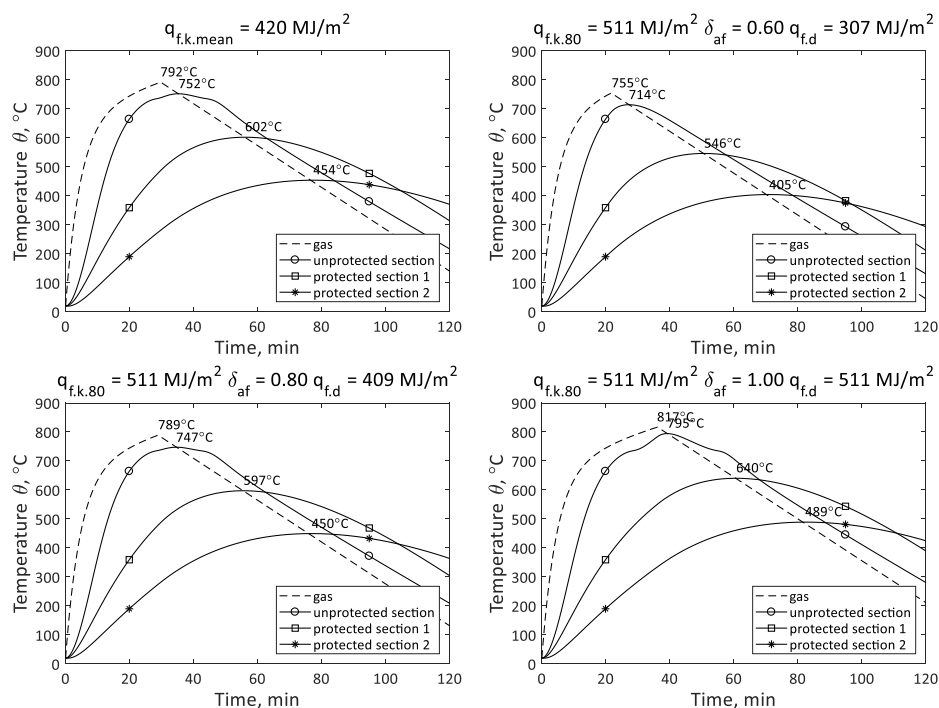 q_f.k.mean = 420 MJ/m²
792°C
752°C
602°C
454°C
Temperature θ, °C
900
800
700
600
500
400
300
200
100
0
gas
unprotected section
protected section 1
protected section 2
0 20 40 60 80 100 120
Time, min
q_f.k.80 = 511 MJ/m² δ_af = 0.60 q_f.d = 307 MJ/m²
755°C
714°C
546°C
405°C
Temperature θ, °C
900
800
700
600
500
400
300
200
100
0
gas
unprotected section
protected section 1
protected section 2
0 20 40 60 80 100 120
Time, min
q_f.k.80 = 511 MJ/m² δ_af = 0.80 q_f.d = 409 MJ/m²
789°C
747°C
597°C
450°C
Temperature θ, °C
900
800
700
600
500
400
300
200
100
0
gas
unprotected section
protected section 1
protected section 2
0 20 40 60 80 100 120
Time, min
q_f.k.80 = 511 MJ/m² δ_af = 1.00 q_f.d = 511 MJ/m²
817°C
795°C
640°C
489°C
Temperature θ, °C
900
800
700
600
500
400
300
200
100
0
gas
unprotected section
protected section 1
protected section 2
0 20 40 60 80 100 120
Time, min